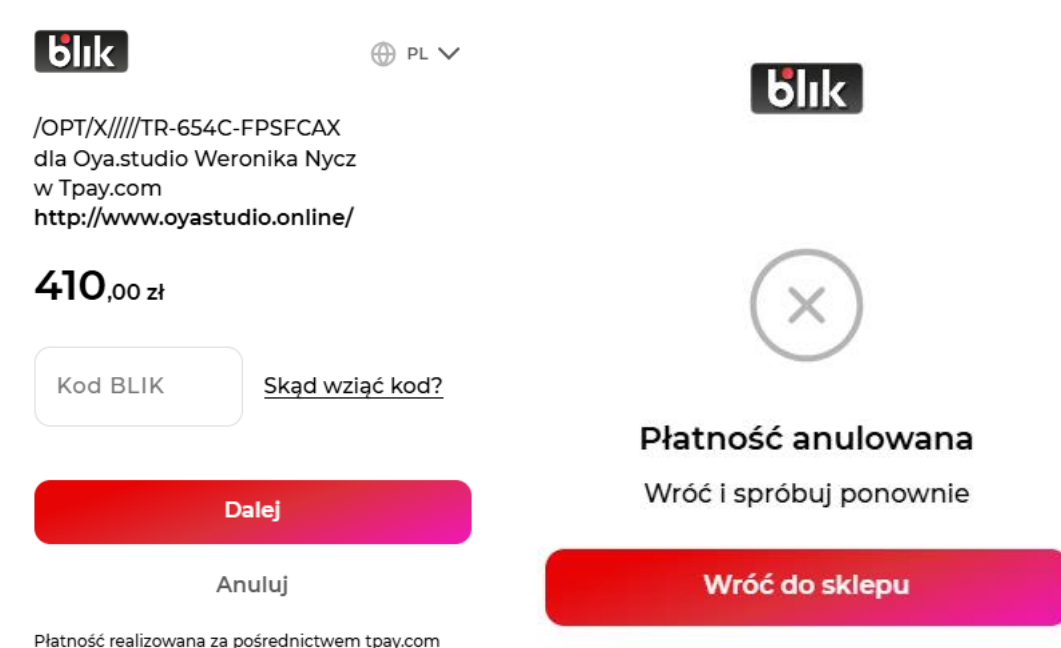 blik
PL
/OPT/X/////TR-654C-FPSFCAX
dla Oya.studio Weronika Nycz
w Tpay.com
http://www.oyastudio.online/
410,00 zł
Kod BLIK
Skąd wziąć kod?
Dalej
Anuluj
Płatność realizowana za pośrednictwem tpay.com
blik
Płatność anulowana
Wróć i spróbuj ponownie
Wróć do sklepu